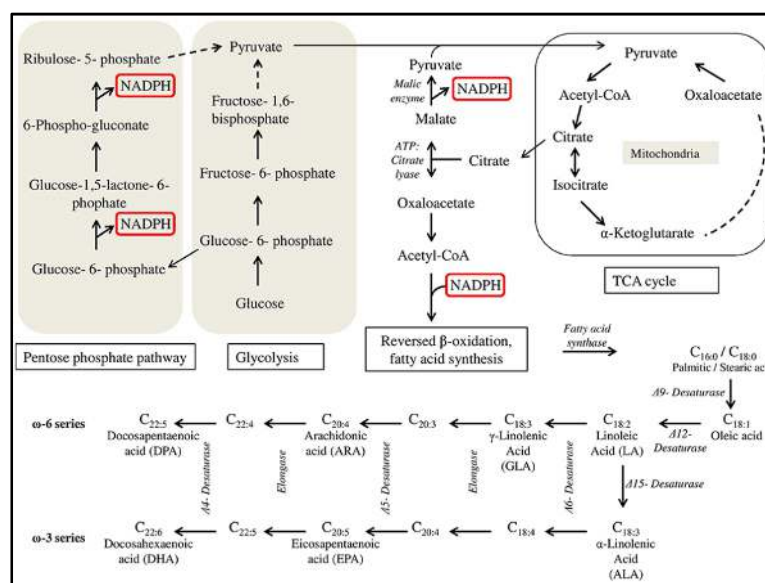 Ribulose- 5- phosphate
NADPH
6-Phospho-gluconate
Glucose-1,5-lactone- 6-
phophate
NADPH
Glucose-6- phosphate
Pentose phosphate pathway
Pyruvate
Fructose- 1,6-
bisphosphate
Fructose- 6- phosphate
Glucose- 6- phosphate
Glucose
Glycolysis
Pyruvate
Malic
enzyme
NADPH
Malate
ATP:
Citrate
lyase
Citrate
Oxaloacetate
Acetyl-CoA
NADPH
Reversed β-oxidation,
fatty acid synthesis
Pyruvate
Acetyl-CoA
Oxaloacetate
Citrate
Mitochondria
Isocitrate
α-Ketoglutarate
TCA cycle
Fatty acid
synthase
C16:0 / C18:0
Palmitic / Stearic ac
Δ9- Desaturase
ω-6 series
C22:5
Docosapentaenoic
acid (DPA)
C22:4
C20:4
Arachidonic
acid (ARA)
C20:3
C18:3
γ-Linolenic
Acid
(GLA)
C18:2
Linoleic
Acid (LA)
Δ12-
Desaturase
C18:1
Oleic acid
Δ4- Desaturase
Elongase
Δ5- Desaturase
Elongase
Δ6- Desaturase
Δ15- Desaturase
ω-3 series
C22:6
Docosahexaenoic
acid (DHA)
C22:5
C20:5
Eicosapentaenoic
acid (EPA)
C20:4
C18:4
C18:3
α-Linolenic
Acid
(ALA)